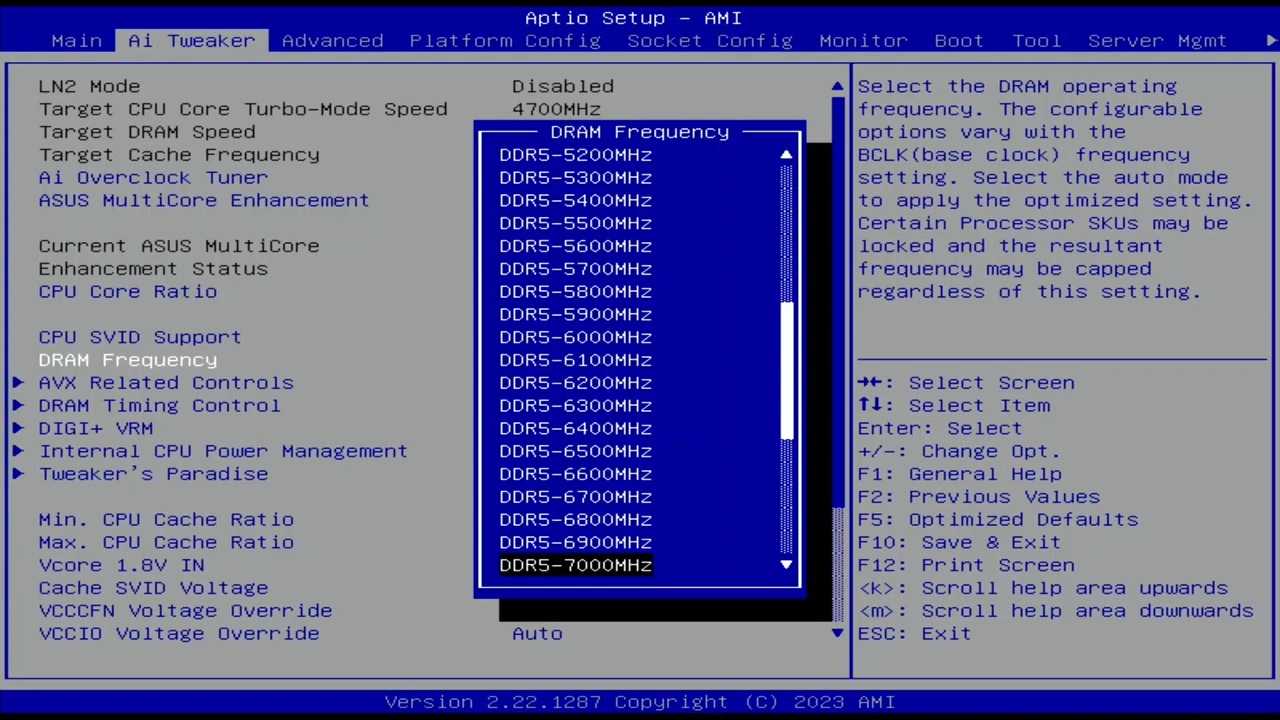 Aptio Setup - AMI
Main Ai Tweaker Advanced Platform Config Socket Config Monitor Boot Tool Server Mgmt
LN2 Mode Disabled
Target CPU Core Turbo-Mode Speed 4700MHz
Target DRAM Speed
Target Cache Frequency
Ai Overclock Tuner
ASUS MultiCore Enhancement
Current ASUS MultiCore
Enhancement Status
CPU Core Ratio
CPU SVID Support
DRAM Frequency
AVX Related Controls
DRAM Timing Control
DIGI+ VRM
Internal CPU Power Management
Tweaker's Paradise
Min. CPU Cache Ratio
Max. CPU Cache Ratio
Vcore 1.8V IN
Cache SVID Voltage
VCCCFN Voltage Override
VCCIO Voltage Override Auto
DRAM Frequency
DDR5-5200MHz
DDR5-5300MHz
DDR5-5400MHz
DDR5-5500MHz
DDR5-5600MHz
DDR5-5700MHz
DDR5-5800MHz
DDR5-5900MHz
DDR5-6000MHz
DDR5-6100MHz
DDR5-6200MHz
DDR5-6300MHz
DDR5-6400MHz
DDR5-6500MHz
DDR5-6600MHz
DDR5-6700MHz
DDR5-6800MHz
DDR5-6900MHz
DDR5-7000MHz
Select the DRAM operating
frequency. The configurable
options vary with the
BCLK(base clock) frequency
setting. Select the auto mode
to apply the optimized setting.
Certain Processor SKUs may be
locked and the resultant
frequency may be capped
regardless of this setting.
→←: Select Screen
↑↓: Select Item
Enter: Select
+/-: Change Opt.
F1: General Help
F2: Previous Values
F5: Optimized Defaults
F10: Save & Exit
F12: Print Screen
<k>: Scroll help area upwards
<m>: Scroll help area downwards
ESC: Exit
Version 2.22.1287 Copyright (C) 2023 AMI